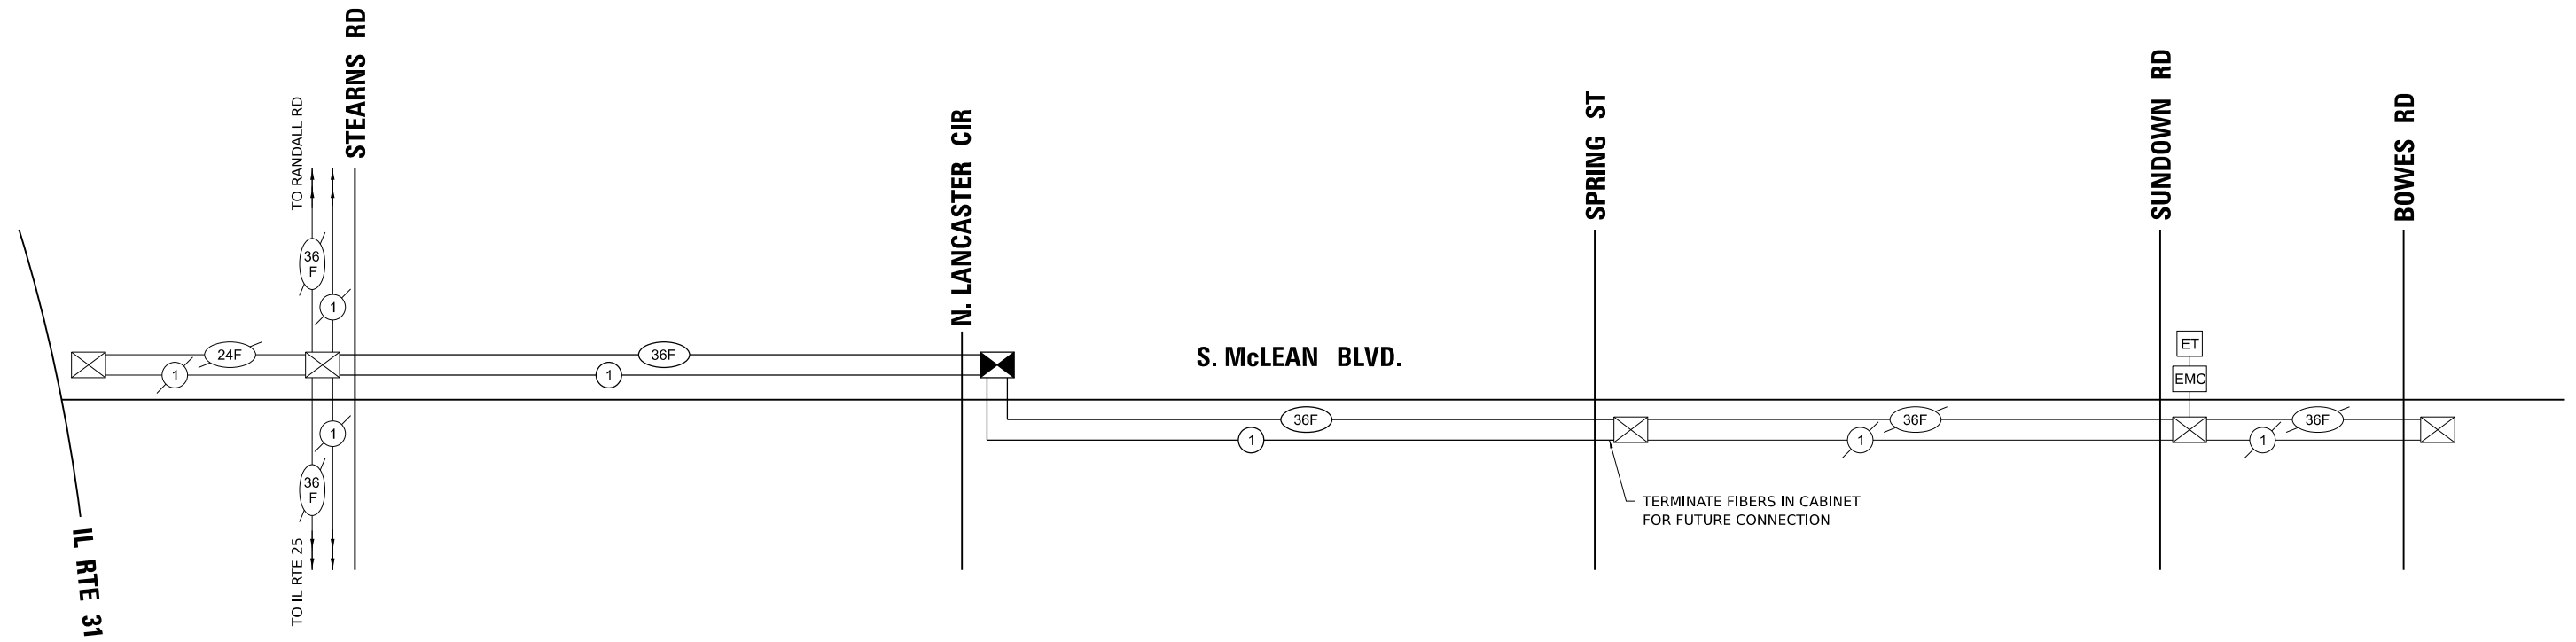 STEARNS RD
TO RANDALL RD
N. LANCASTER CIR
SPRING ST
SUNDOWN RD
BOWES RD
36
F
1
24F
1
36F
1
S. McLEAN BLVD.
ET
EMC
36F
1
36F
1
36F
1
1
36
F
TERMINATE FIBERS IN CABINET
FOR FUTURE CONNECTION
TO IL RTE 25
IL RTE 31